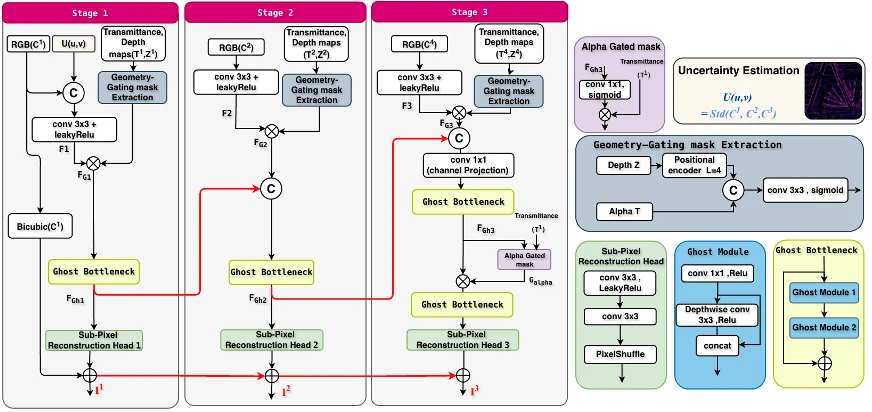 Stage 1
RGB(C¹)
U(u,v)
Transmittance,
Depth
maps(T¹,Z¹)
C
Geometry-
Gating mask
Extraction
conv 3x3 +
leakyRelu
F1
F_G1
Bicubic(C¹)
Ghost Bottleneck
F_Gh1
Sub-Pixel
Reconstruction Head 1
I¹
Stage 2
RGB(C²)
Transmittance,
Depth maps
(T²,Z²)
conv 3x3 +
leakyRelu
Geometry-
Gating mask
Extraction
F2
F_G2
C
Ghost Bottleneck
F_Gh2
Sub-Pixel
Reconstruction Head 2
I²
Stage 3
RGB(C⁴)
Transmittance,
Depth maps
(T⁴,Z⁴)
conv 3x3 +
leakyRelu
Geometry-
Gating mask
Extraction
F3
F_G3
C
conv 1x1
(channel Projection)
Ghost Bottleneck
Transmittance
(T¹)
F_Gh3
Alpha Gated
mask
G_alpha
Ghost Bottleneck
Sub-Pixel
Reconstruction Head 3
I³
Alpha Gated mask
F_Gh3
Transmittance
(T¹)
conv 1x1,
sigmoid
Uncertainty Estimation
U(u,v)
= Std(C¹, C²,C³)
Geometry-Gating mask Extraction
Depth Z
Positional
encoder L=4
C
conv 3x3 , sigmoid
Alpha T
Sub-Pixel
Reconstruction Head
conv 3x3 ,
LeakyRelu
conv 3x3
PixelShuffle
Ghost Module
conv 1x1 ,Relu
Depthwise conv
3x3 ,Relu
concat
Ghost Bottleneck
Ghost Module 1
Ghost Module 2